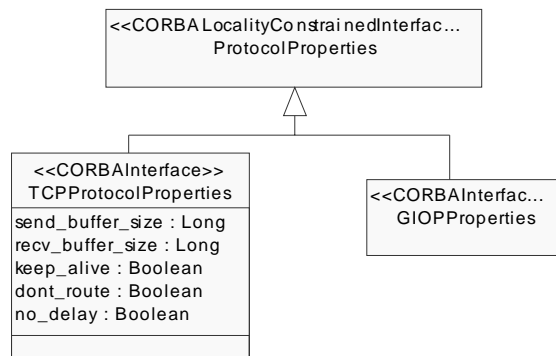 <<CORBALocalityConstrainedInterfac...
ProtocolProperties
<<CORBAInterface>>
TCPProtocolProperties
send_buffer_size : Long
recv_buffer_size : Long
keep_alive : Boolean
dont_route : Boolean
no_delay : Boolean
<<CORBAInterfac...
GIOPProperties